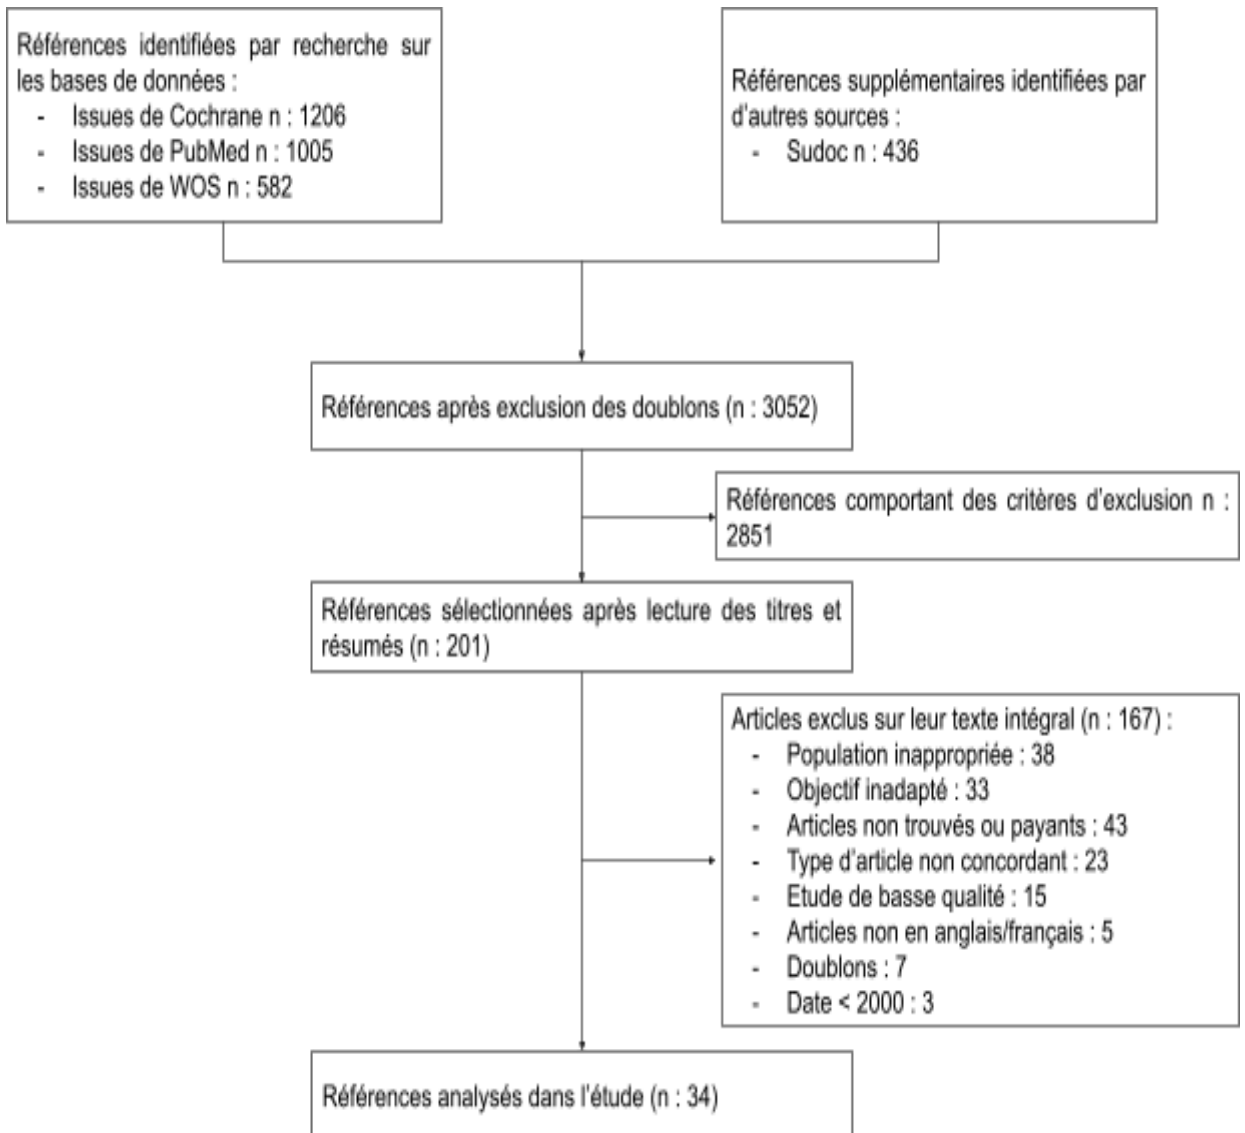 Références identifiées par recherche sur
les bases de données :
- Issues de Cochrane n : 1206
- Issues de PubMed n : 1005
- Issues de WOS n : 582
Références supplémentaires identifiées par
d'autres sources :
- Sudoc n : 436
Références après exclusion des doublons (n : 3052)
Références comportant des critères d'exclusion n :
2851
Références sélectionnées après lecture des titres et
résumés (n : 201)
Articles exclus sur leur texte intégral (n : 167) :
- Population inappropriée : 38
- Objectif inadapté : 33
- Articles non trouvés ou payants : 43
- Type d'article non concordant : 23
- Etude de basse qualité : 15
- Articles non en anglais/français : 5
- Doublons : 7
- Date < 2000 : 3
Références analysés dans l'étude (n : 34)